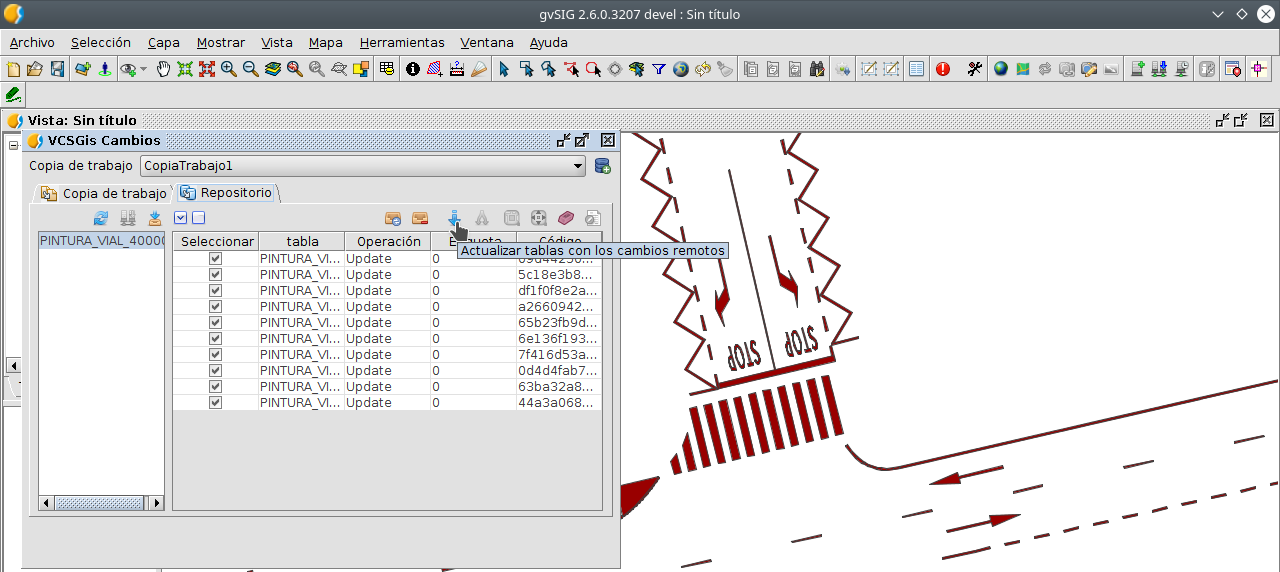 gvSIG 2.6.0.3207 devel : Sin título
Archivo Selección Capa Mostrar Vista Mapa Herramientas Ventana Ayuda
Vista: Sin título
VCSGis Cambios
Copia de trabajo CopiaTrabajo1
Copia de trabajo Repositorio
PINTURA_VIAL_40000
Seleccionar tabla Operación Etiqueta Código
Actualizar tablas con los cambios remotos
PINTURA_VI... Update 0
PINTURA_VI... Update 0 5c18e3b8...
PINTURA_VI... Update 0 df1f0f8e2a...
PINTURA_VI... Update 0 a2660942...
PINTURA_VI... Update 0 65b23fb9d...
PINTURA_VI... Update 0 6e136f193...
PINTURA_VI... Update 0 7f416d53a...
PINTURA_VI... Update 0 0d4d4fab7...
PINTURA_VI... Update 0 63ba32a8...
PINTURA_VI... Update 0 44a3a068...
STOP STOP